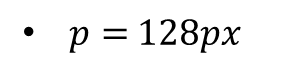 • p = 128px